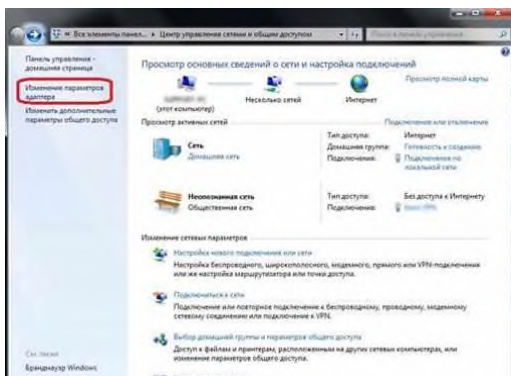 Все элементы панел... Центр управления сетями и общим доступом
Панель управления -
домашняя страница
Изменение параметров
адаптера
Изменить дополнительные
параметры общего доступа
Просмотр основных сведений о сети и настройка подключений
Просмотр полной карты
(этот компьютер)
Несколько сетей
Интернет
Просмотр активных сетей
Подключение или отключение
Сеть
Домашняя сеть
Тип доступа: Интернет
Домашняя группа: Готовность к созданию
Подключения: Подключение по
локальной сети
Неопознанная сеть
Общественная сеть
Тип доступа: Без доступа к Интернету
Подключения:
Изменение сетевых параметров
Настройка нового подключения или сети
Настройка беспроводного, широкополосного, модемного, прямого или VPN-подключения
или же настройка маршрутизатора или точки доступа.
Подключиться к сети
Подключение или повторное подключение к беспроводному, проводному, модемному
сетевому соединению или подключение к VPN.
Выбор домашней группы и параметров общего доступа
Доступ к файлам и принтерам, расположенным на других сетевых компьютерах, или
изменение параметров общего доступа.
См. также
Брандмауэр Windows